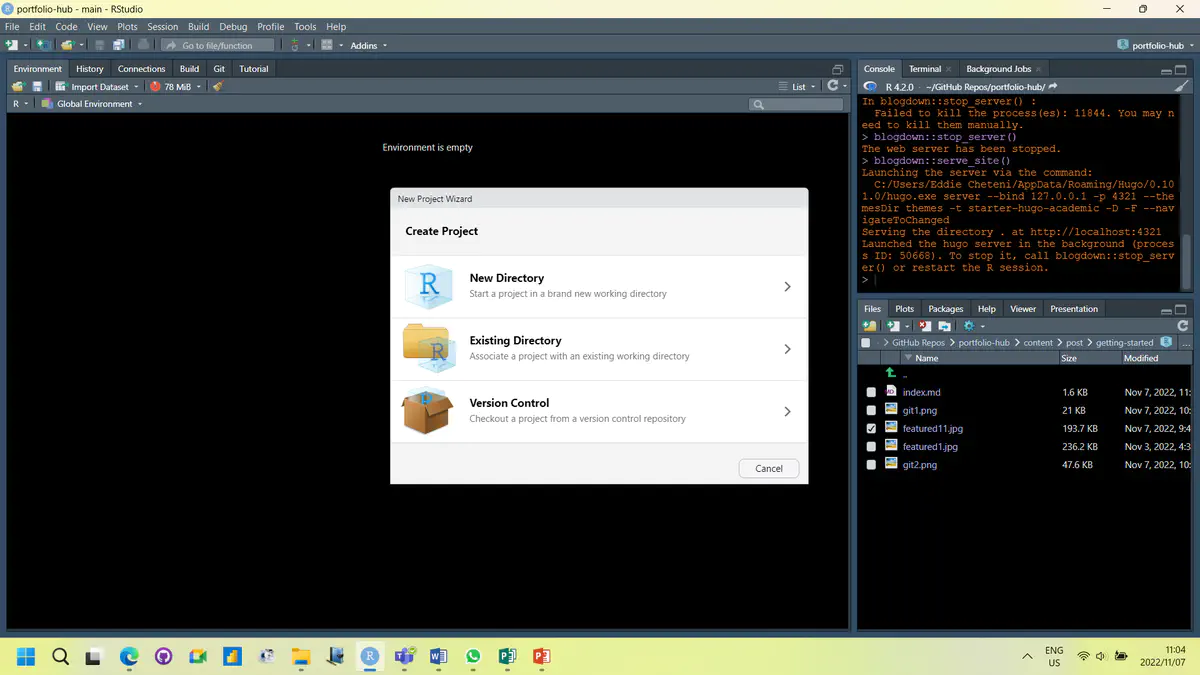 portfolio-hub - main - RStudio
File Edit Code View Plots Session Build Debug Profile Tools Help
Go to file/function Addins portfolio-hub
Environment History Connections Build Git Tutorial
Import Dataset 78 MiB List
R Global Environment
Environment is empty
New Project Wizard
Create Project
New Directory
Start a project in a brand new working directory
Existing Directory
Associate a project with an existing working directory
Version Control
Checkout a project from a version control repository
Cancel
Console Terminal Background Jobs
R 4.2.0 · ~/GitHub Repos/portfolio-hub/
In blogdown::stop_server() :
Failed to kill the process(es): 11844. You may n
eed to kill them manually.
> blogdown::stop_server()
The web server has been stopped.
> blogdown::serve_site()
Launching the server via the command:
C:/Users/Eddie Cheteni/AppData/Roaming/Hugo/0.10
1.0/hugo.exe server --bind 127.0.0.1 -p 4321 --the
mesDir themes -t starter-hugo-academic -D -F --nav
igateToChanged
Serving the directory . at http://localhost:4321
Launched the hugo server in the background (proces
s ID: 50668). To stop it, call blogdown::stop_serv
er() or restart the R session.
>
Files Plots Packages Help Viewer Presentation
GitHub Repos portfolio-hub content post getting-started ...
Name Size Modified
..
index.md 1.6 KB Nov 7, 2022, 11:
git1.png 21 KB Nov 7, 2022, 10:
featured11.jpg 193.7 KB Nov 7, 2022, 9:4
featured1.jpg 236.2 KB Nov 3, 2022, 4:3
git2.png 47.6 KB Nov 7, 2022, 10:
ENG
US
11:04
2022/11/07